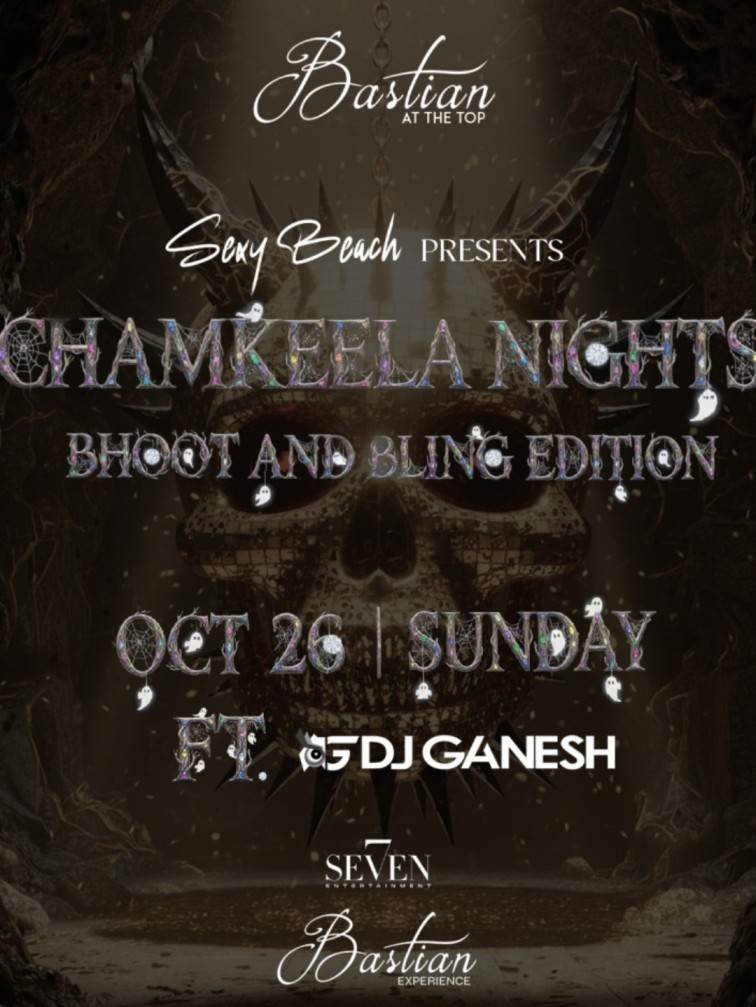 Bastian
AT THE TOP
Sexy Beach PRESENTS
CHAMKEELA NIGHTS
BHOOT AND BLING EDITION
OCT 26 | SUNDAY
FT. DJ GANESH
7
SEVEN
ENTERTAINMENT
Bastian
EXPERIENCE